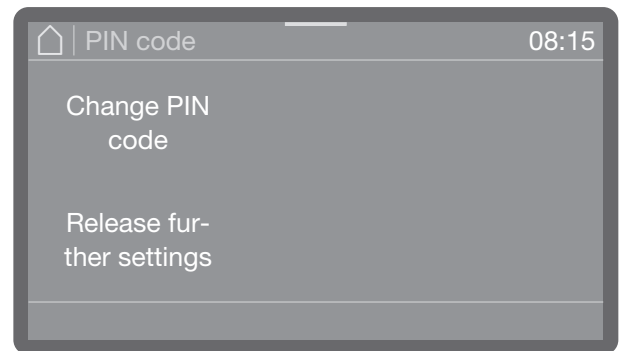 PIN code 08:15
Change PIN
code
Release fur-
ther settings